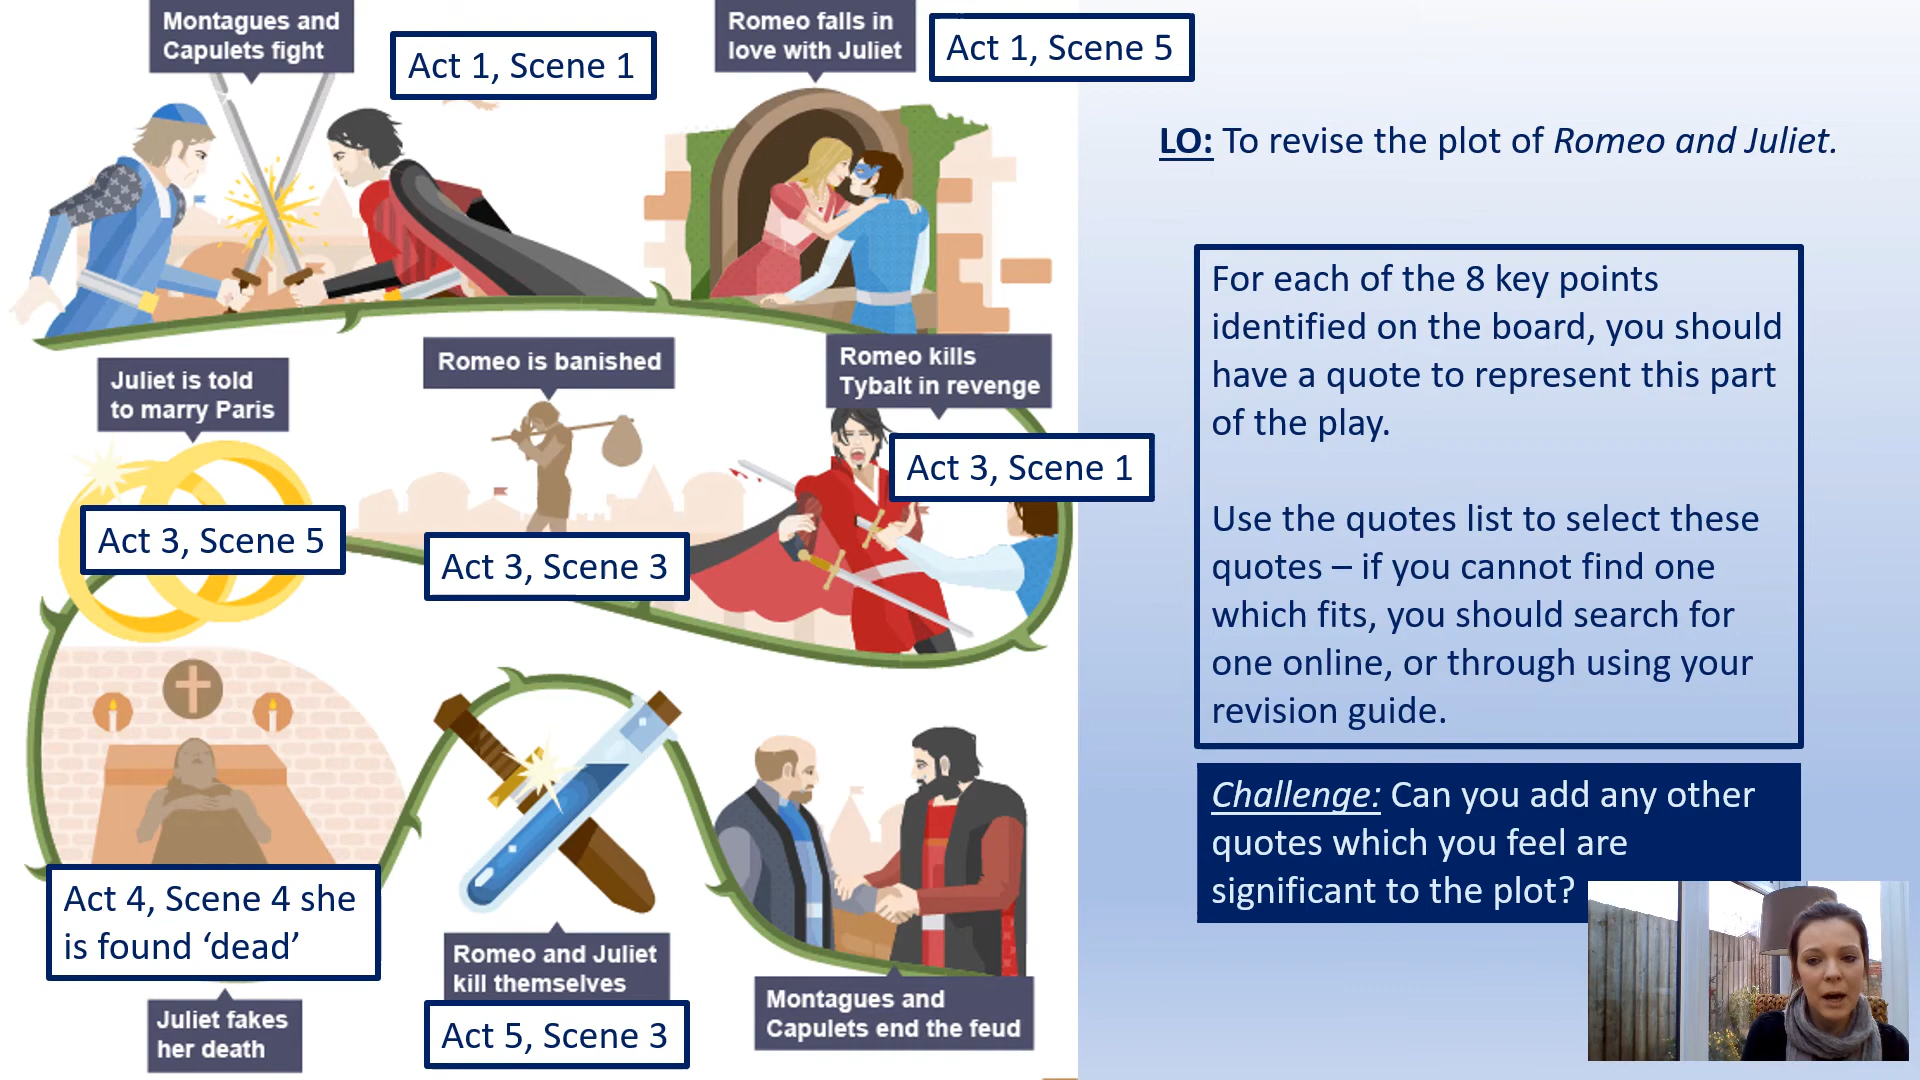 Montagues and
Capulets fight
Act 1, Scene 1
Romeo falls in
love with Juliet
Act 1, Scene 5
LO: To revise the plot of Romeo and Juliet.
Juliet is told
to marry Paris
Act 3, Scene 5
Romeo is banished
Act 3, Scene 3
Romeo kills
Tybalt in revenge
Act 3, Scene 1
For each of the 8 key points
identified on the board, you should
have a quote to represent this part
of the play.
Use the quotes list to select these
quotes – if you cannot find one
which fits, you should search for
one online, or through using your
revision guide.
Challenge: Can you add any other
quotes which you feel are
significant to the plot?
Act 4, Scene 4 she
is found ‘dead’
Juliet fakes
her death
Romeo and Juliet
kill themselves
Act 5, Scene 3
Montagues and
Capulets end the feud